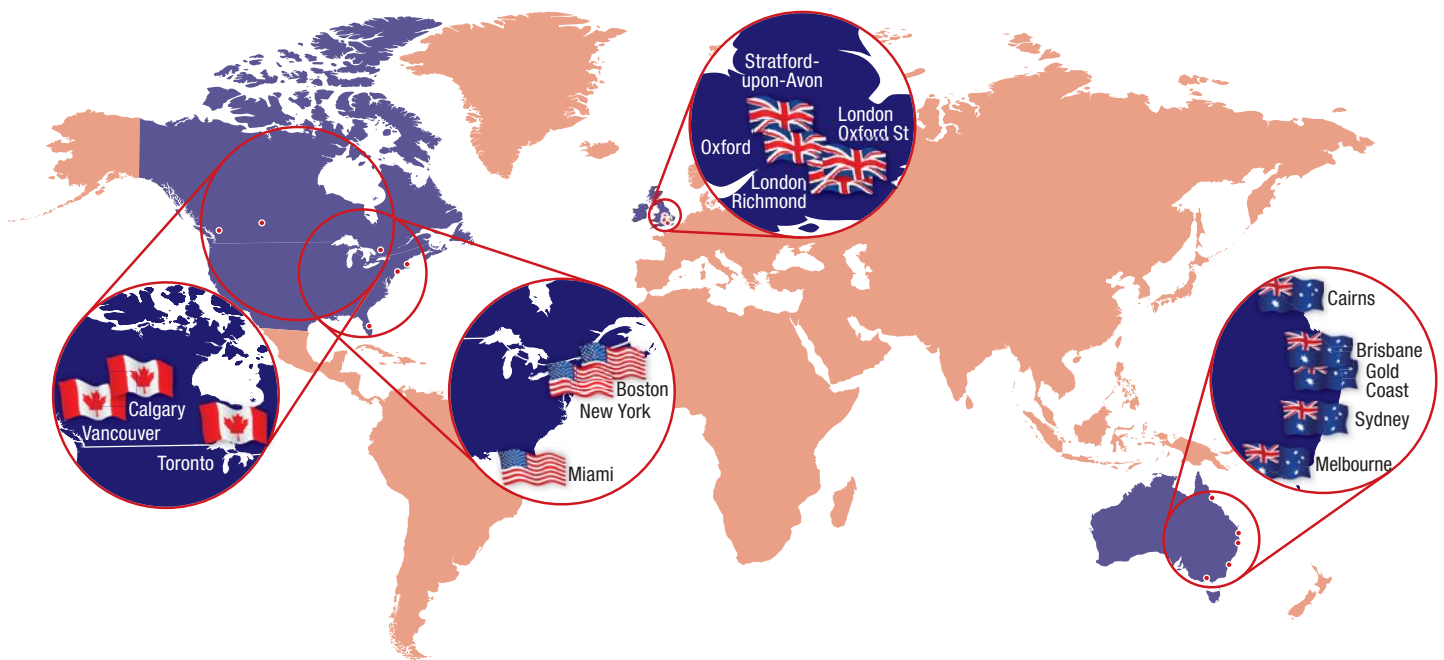 Stratford-
upon-Avon
London
Oxford St
Oxford
London
Richmond
Calgary
Vancouver
Toronto
Boston
New York
Miami
Cairns
Brisbane
Gold
Coast
Sydney
Melbourne